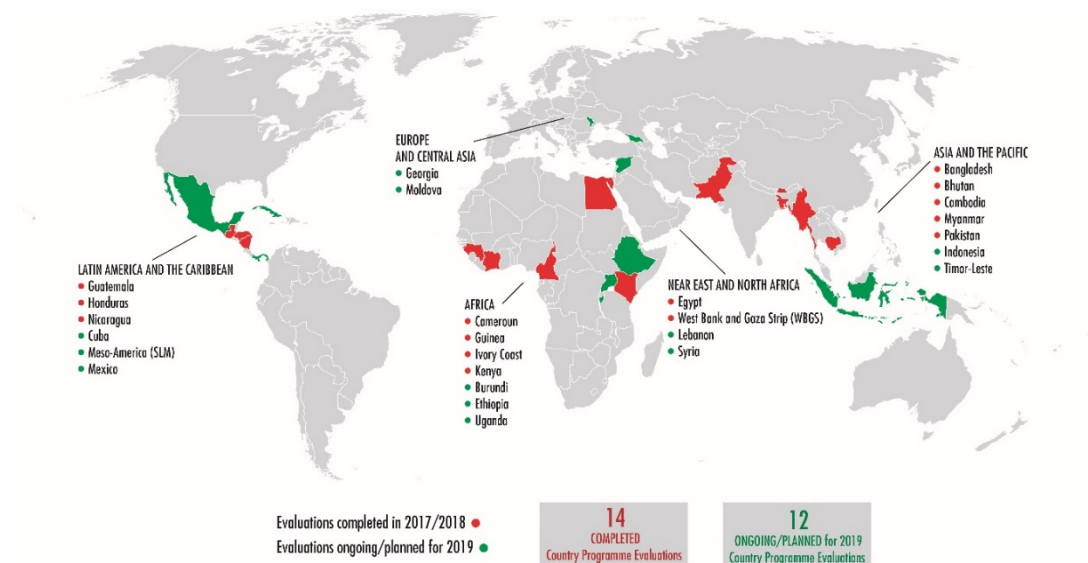 EUROPE
AND CENTRAL ASIA
Georgia
Moldova
ASIA AND THE PACIFIC
Bangladesh
Bhutan
Cambodia
Myanmar
Pakistan
Indonesia
Timor-Leste
LATIN AMERICA AND THE CARIBBEAN
Guatemala
Honduras
Nicaragua
Cuba
Meso-America (SLM)
Mexico
AFRICA
Cameroun
Guinea
Ivory Coast
Kenya
Burundi
Ethiopia
Uganda
NEAR EAST AND NORTH AFRICA
Egypt
West Bank and Gaza Strip (WBGS)
Lebanon
Syria
Evaluations completed in 2017/2018
Evaluations ongoing/planned for 2019
14
COMPLETED
Country Programme Evaluations
12
ONGOING/PLANNED for 2019
Country Programme Evaluations